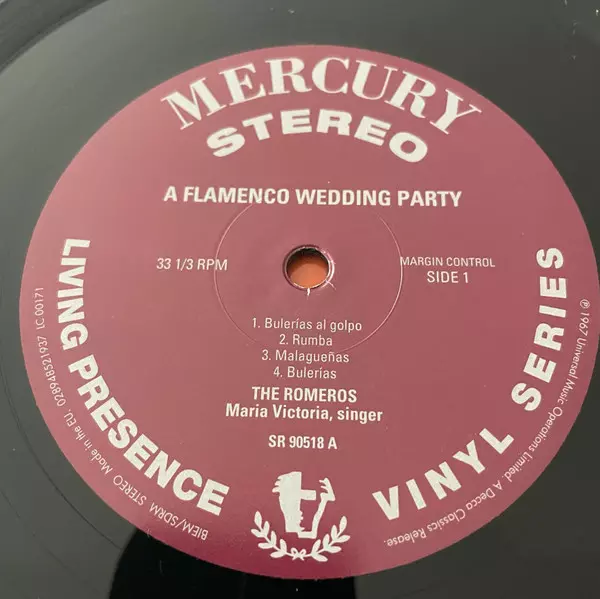 MERCURY
STEREO
A FLAMENCO WEDDING PARTY
33 1/3 RPM
MARGIN CONTROL
SIDE 1
1. Bulerías al golpo
2. Rumba
3. Malagueñas
4. Bulerías
THE ROMEROS
Maria Victoria, singer
SR 90518 A
LIVING PRESENCE
VINYL SERIES
BIEM/SDRM STEREO Made in the EU. 028948521937 LC 00171
℗ 1967 Universal Music Operations Limited. A Decca Classics Release.